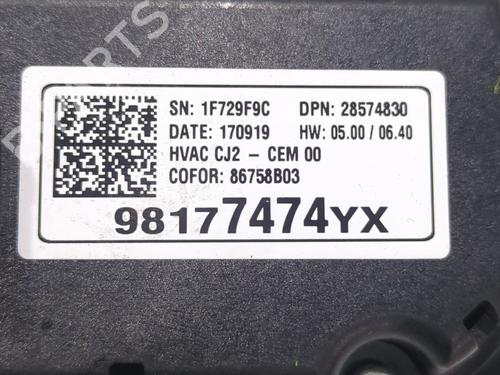 SN: 1F729F9C DPN: 28574830
DATE: 170919 HW: 05.00 / 06.40
HVAC CJ2 - CEM 00
COFOR: 86758B03
98177474YX